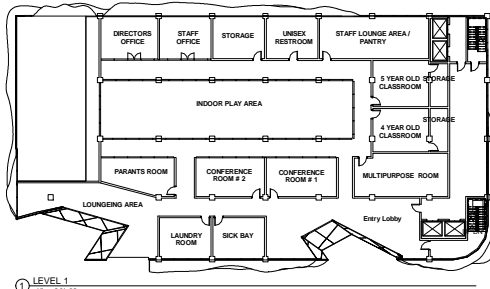 DIRECTORS
OFFICE
STAFF
OFFICE
STORAGE
UNISEX
RESTROOM
STAFF LOUNGE AREA /
PANTRY
5 YEAR OLD
CLASSROOM
STORAGE
INDOOR PLAY AREA
4 YEAR OLD
CLASSROOM
STORAGE
PARANTS ROOM
CONFERENCE
ROOM # 2
CONFERENCE
ROOM # 1
MULTIPURPOSE ROOM
LOUNGEING AREA
Entry Lobby
LAUNDRY
ROOM
SICK BAY
1
LEVEL 1